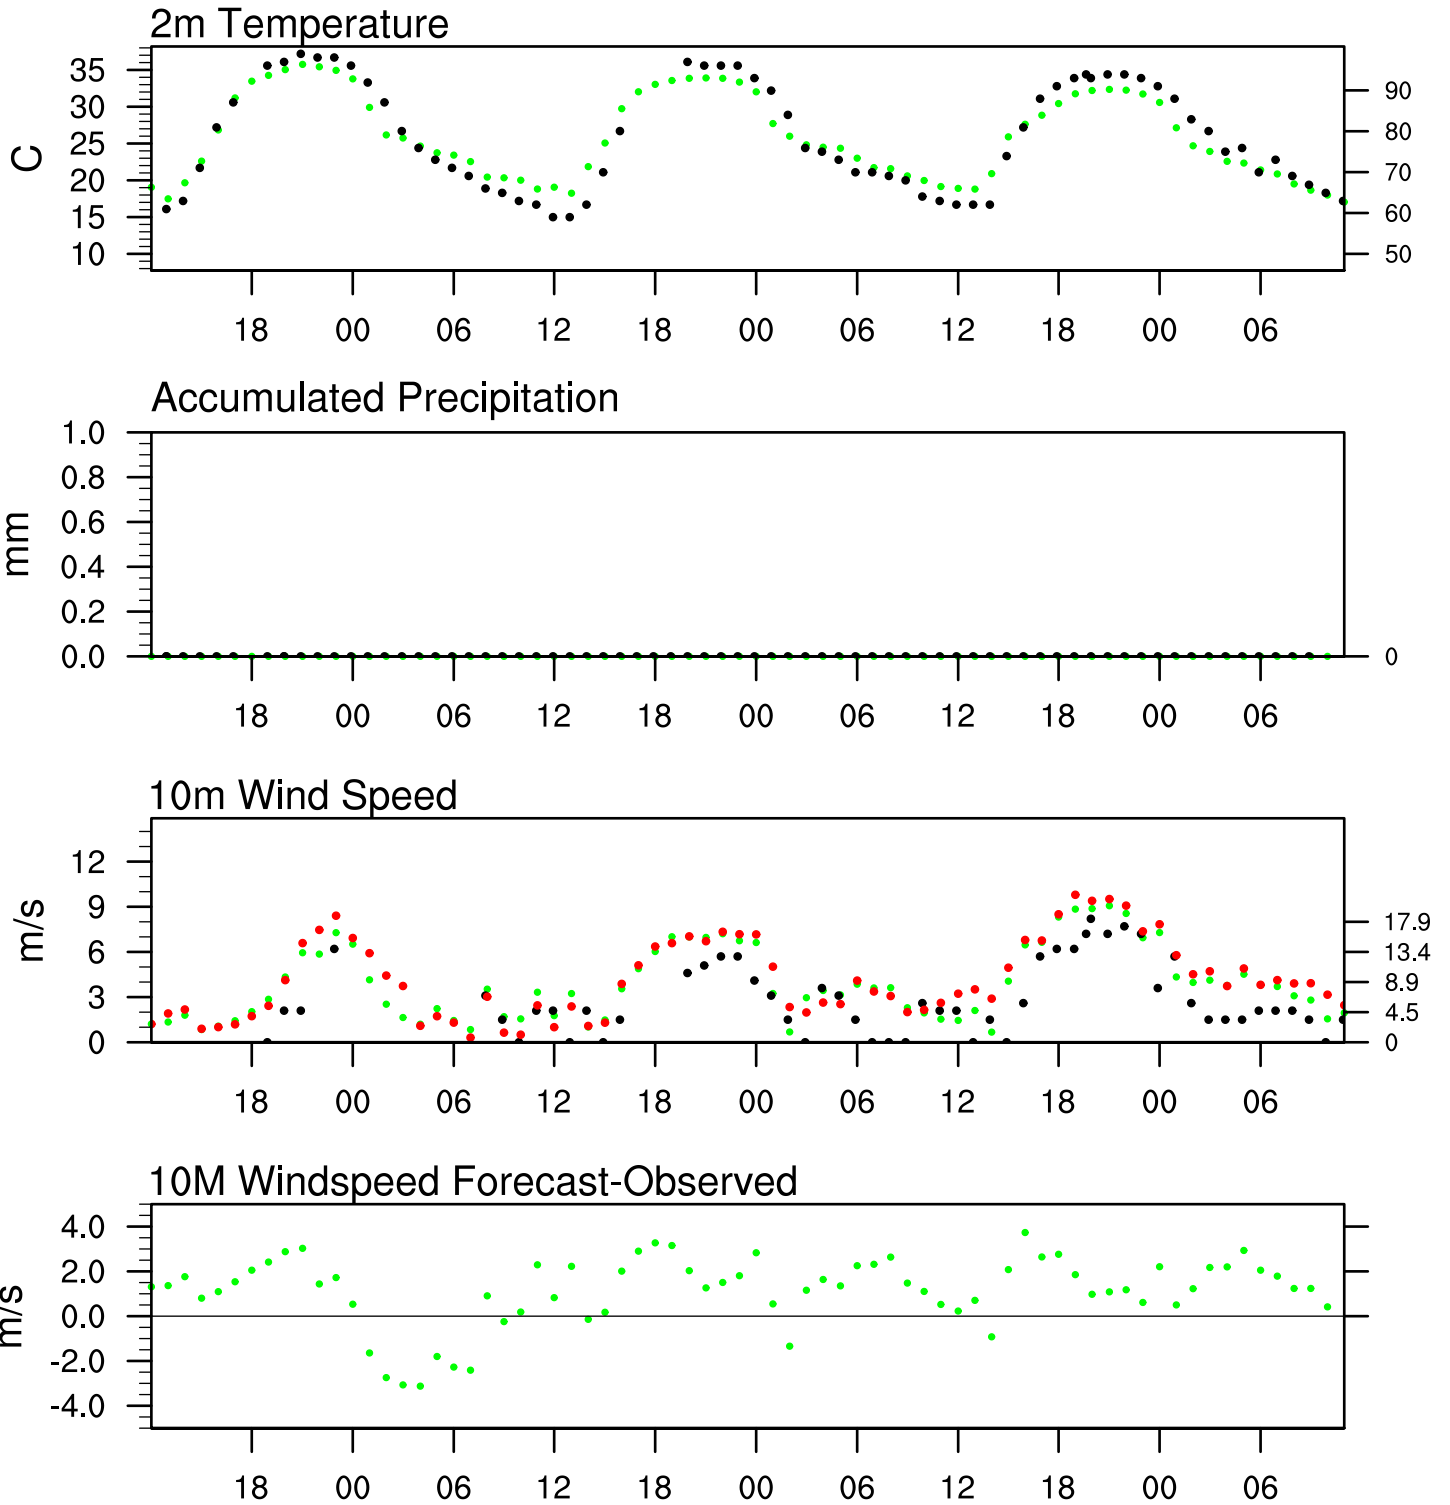 2m Temperature
35
30
25
20
15
10
C
90
80
70
60
50
18 00 06 12 18 00 06 12 18 00 06
Accumulated Precipitation
1.0
0.8
0.6
0.4
0.2
0.0
mm
0
18 00 06 12 18 00 06 12 18 00 06
10m Wind Speed
12
9
6
3
0
m/s
17.9
13.4
8.9
4.5
0
18 00 06 12 18 00 06 12 18 00 06
10M Windspeed Forecast-Observed
4.0
2.0
0.0
-2.0
-4.0
m/s
18 00 06 12 18 00 06 12 18 00 06